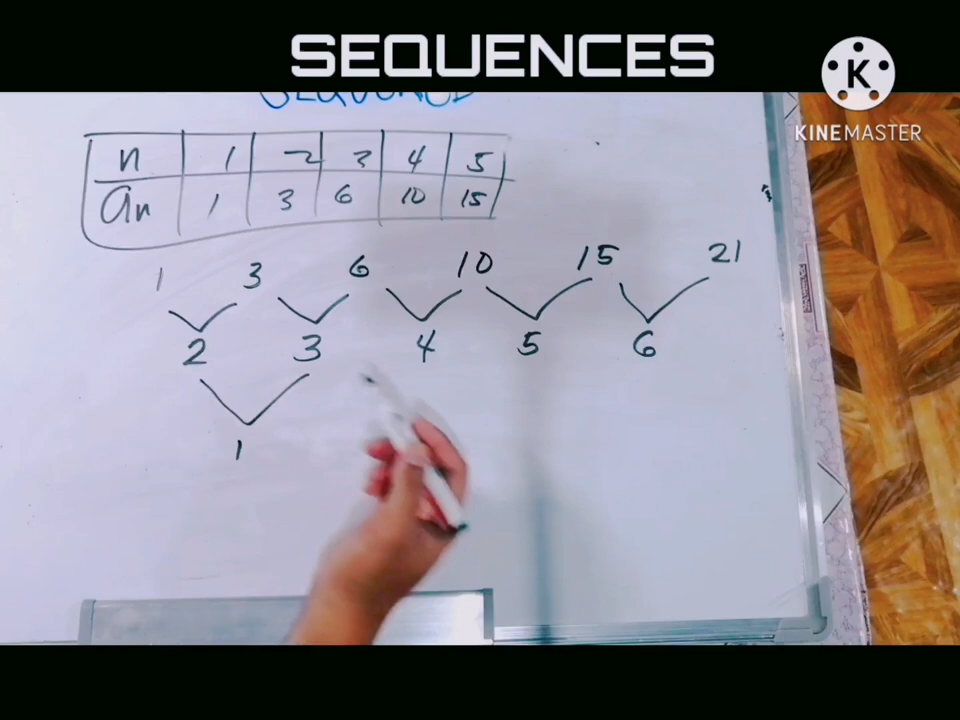 SEQUENCES
K
KINEMASTER
SEQUENCE
n 1 2 3 4 5
an 1 3 6 10 15
1 3 6 10 15 21
2 3 4 5 6
1